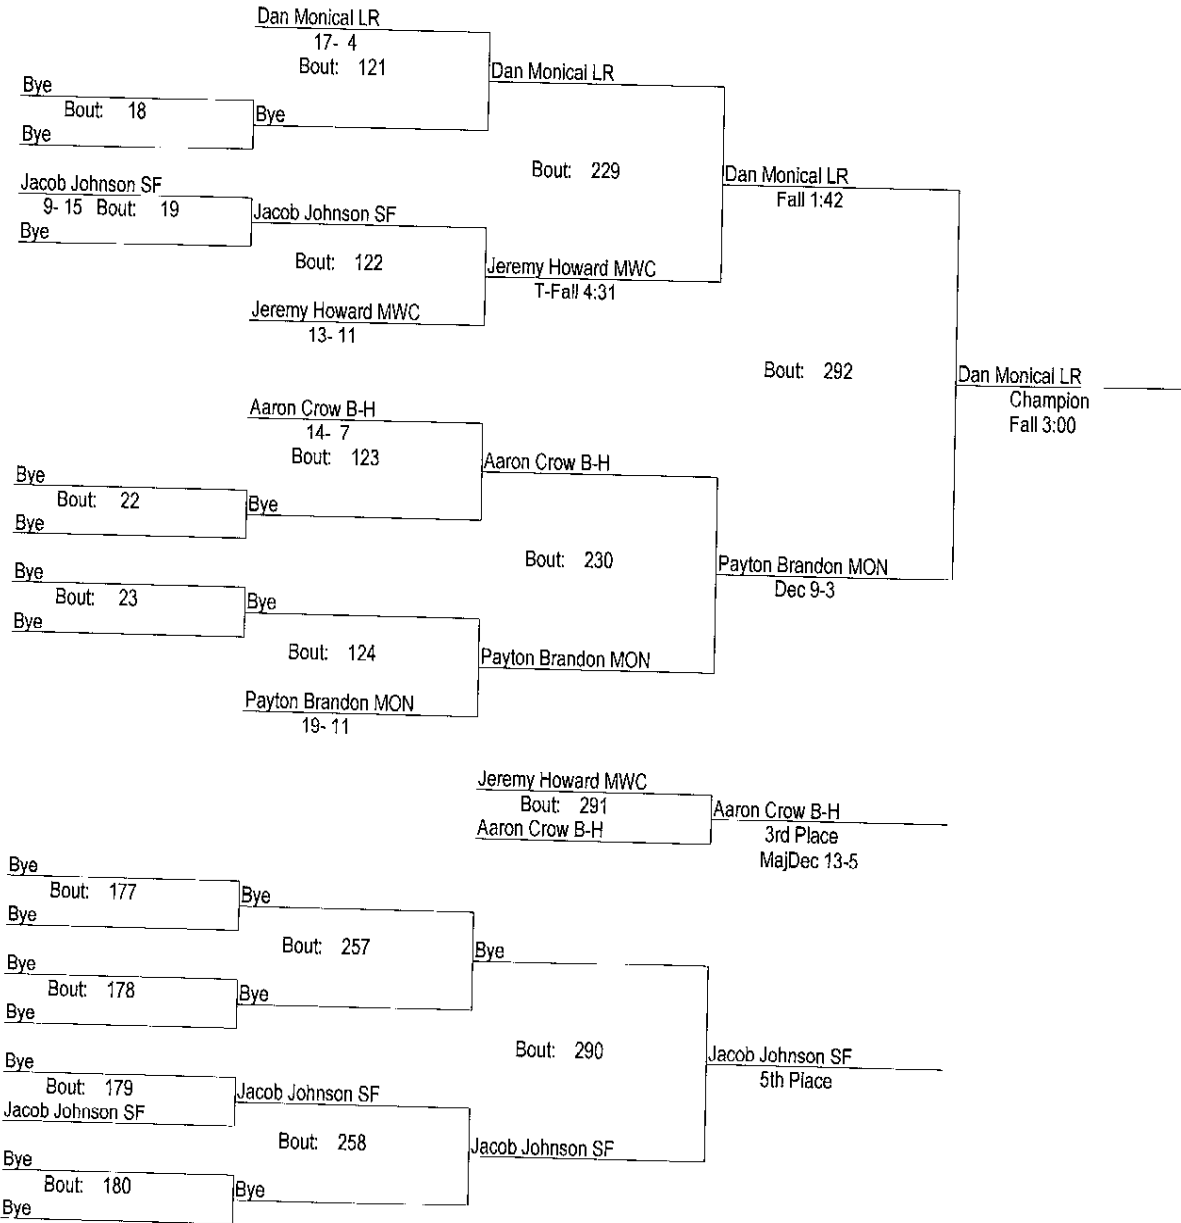 Dan Monical LR
17- 4
Bout: 121
Dan Monical LR
Bye
Bout: 18
Bye
Bye
Bout: 229
Dan Monical LR
Fall 1:42
Jacob Johnson SF
9- 15 Bout: 19
Jacob Johnson SF
Bye
Bout: 122
Jeremy Howard MWC
T-Fall 4:31
Jeremy Howard MWC
13- 11
Bout: 292
Dan Monical LR
Champion
Fall 3:00
Aaron Crow B-H
14- 7
Bout: 123
Aaron Crow B-H
Bye
Bout: 22
Bye
Bye
Bout: 230
Payton Brandon MON
Dec 9-3
Bye
Bout: 23
Bye
Bye
Bout: 124
Payton Brandon MON
Payton Brandon MON
19- 11
Jeremy Howard MWC
Bout: 291
Aaron Crow B-H
Aaron Crow B-H
3rd Place
MajDec 13-5
Bye
Bout: 177
Bye
Bye
Bout: 257
Bye
Bye
Bout: 178
Bye
Bye
Bout: 290
Jacob Johnson SF
5th Place
Bye
Bout: 179
Jacob Johnson SF
Jacob Johnson SF
Bout: 258
Jacob Johnson SF
Bye
Bout: 180
Bye
Bye